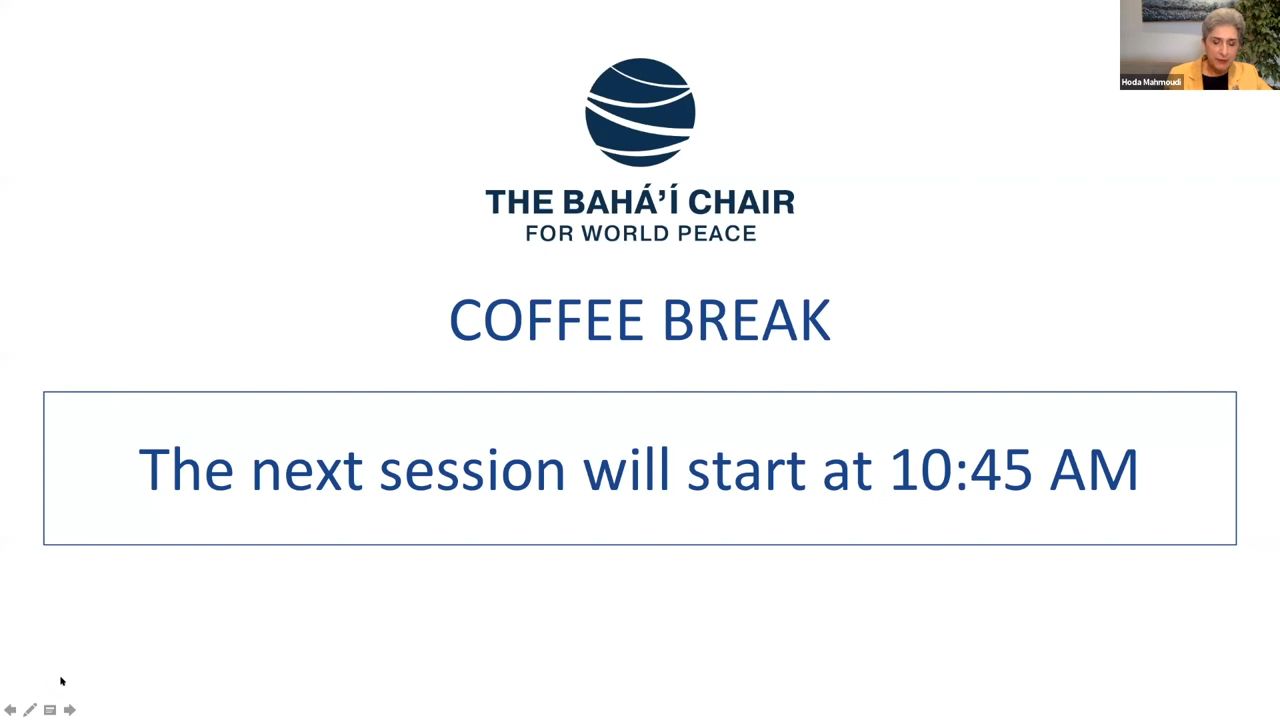 Hoda Mahmoudi
THE BAHÁ’Í CHAIR
FOR WORLD PEACE
COFFEE BREAK
The next session will start at 10:45 AM